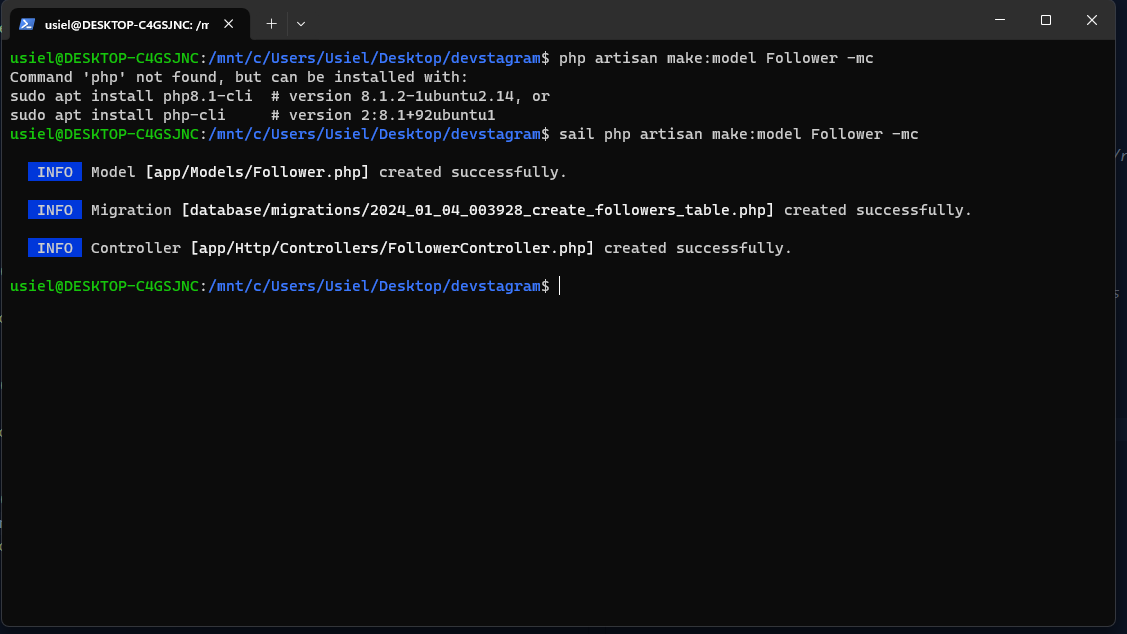 usiel@DESKTOP-C4GSJNC: /m
usiel@DESKTOP-C4GSJNC:/mnt/c/Users/Usiel/Desktop/devstagram$ php artisan make:model Follower -mc
Command 'php' not found, but can be installed with:
sudo apt install php8.1-cli  # version 8.1.2-1ubuntu2.14, or
sudo apt install php-cli     # version 2:8.1+92ubuntu1
usiel@DESKTOP-C4GSJNC:/mnt/c/Users/Usiel/Desktop/devstagram$ sail php artisan make:model Follower -mc
INFO  Model [app/Models/Follower.php] created successfully.
INFO  Migration [database/migrations/2024_01_04_003928_create_followers_table.php] created successfully.
INFO  Controller [app/Http/Controllers/FollowerController.php] created successfully.
usiel@DESKTOP-C4GSJNC:/mnt/c/Users/Usiel/Desktop/devstagram$